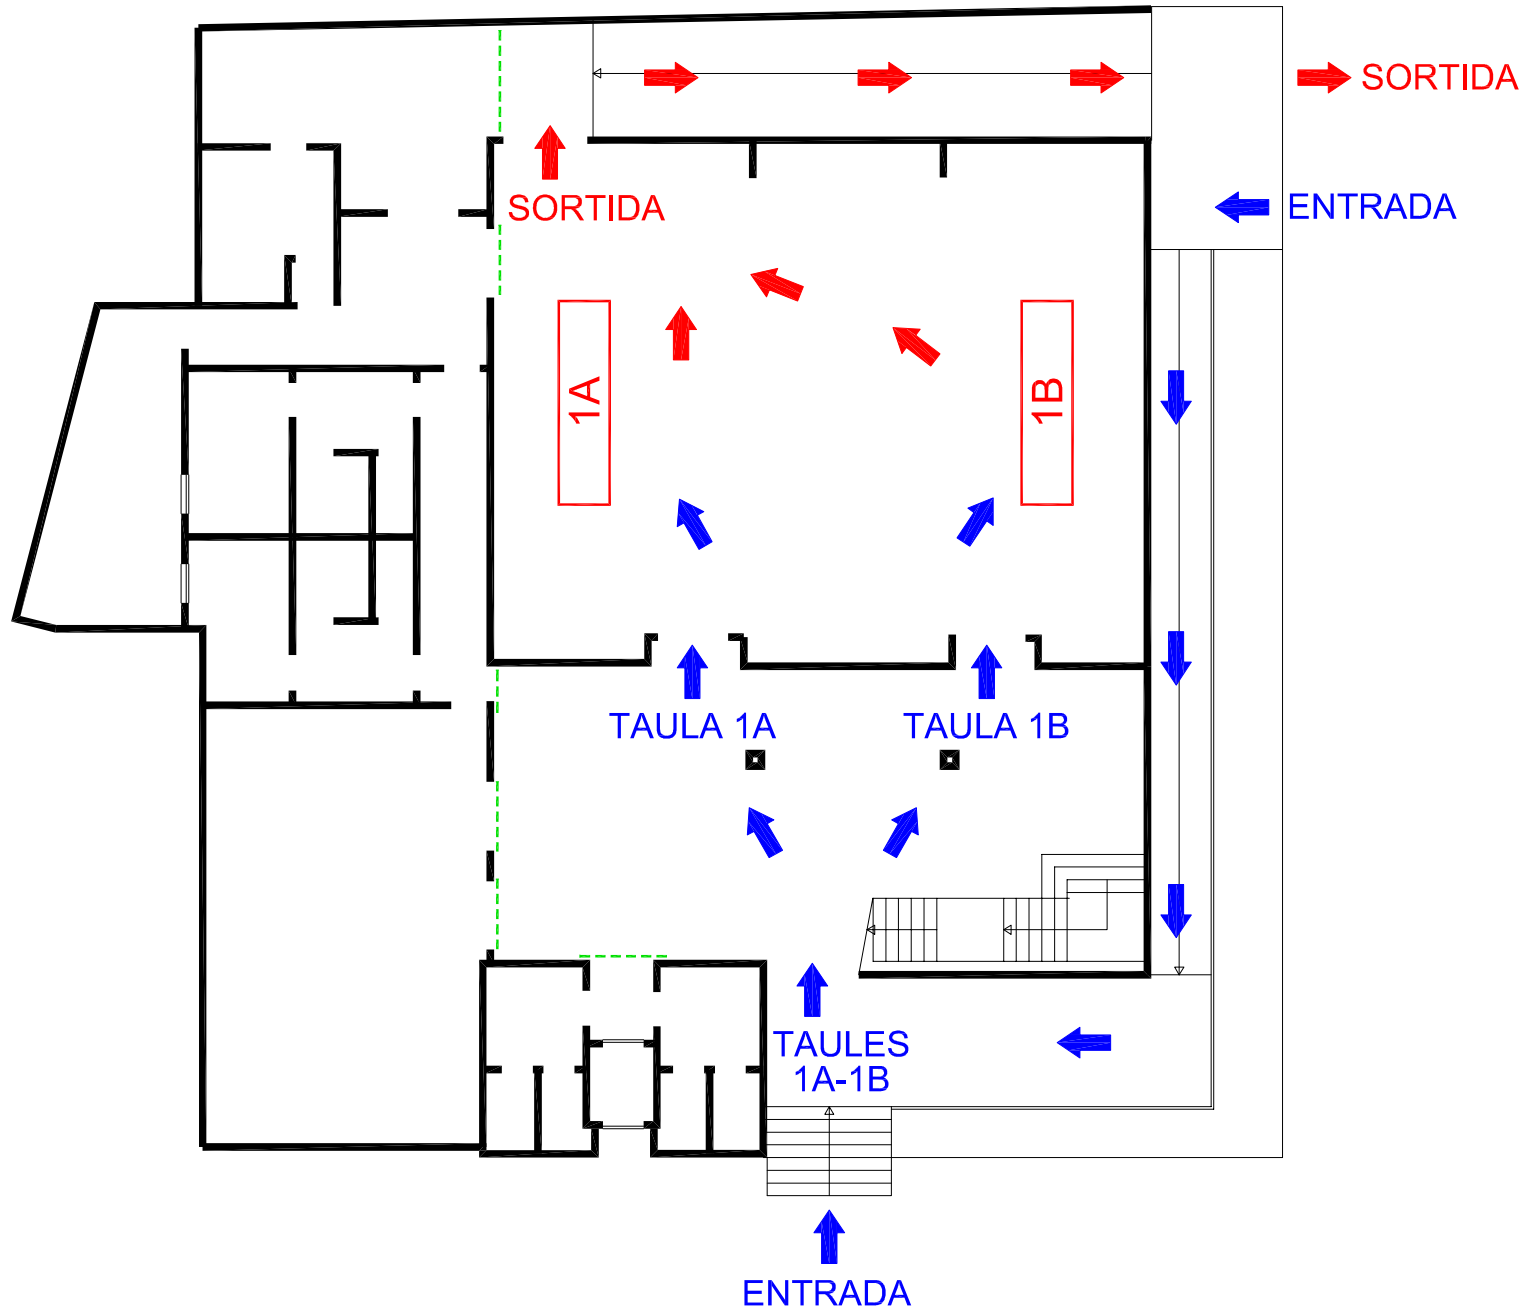 SORTIDA
ENTRADA
SORTIDA
1A
1B
TAULA 1A
TAULA 1B
TAULES
1A-1B
ENTRADA